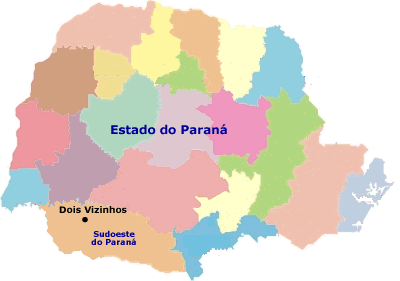 Estado do Paraná
Dois Vizinhos
Sudoeste
do Paraná